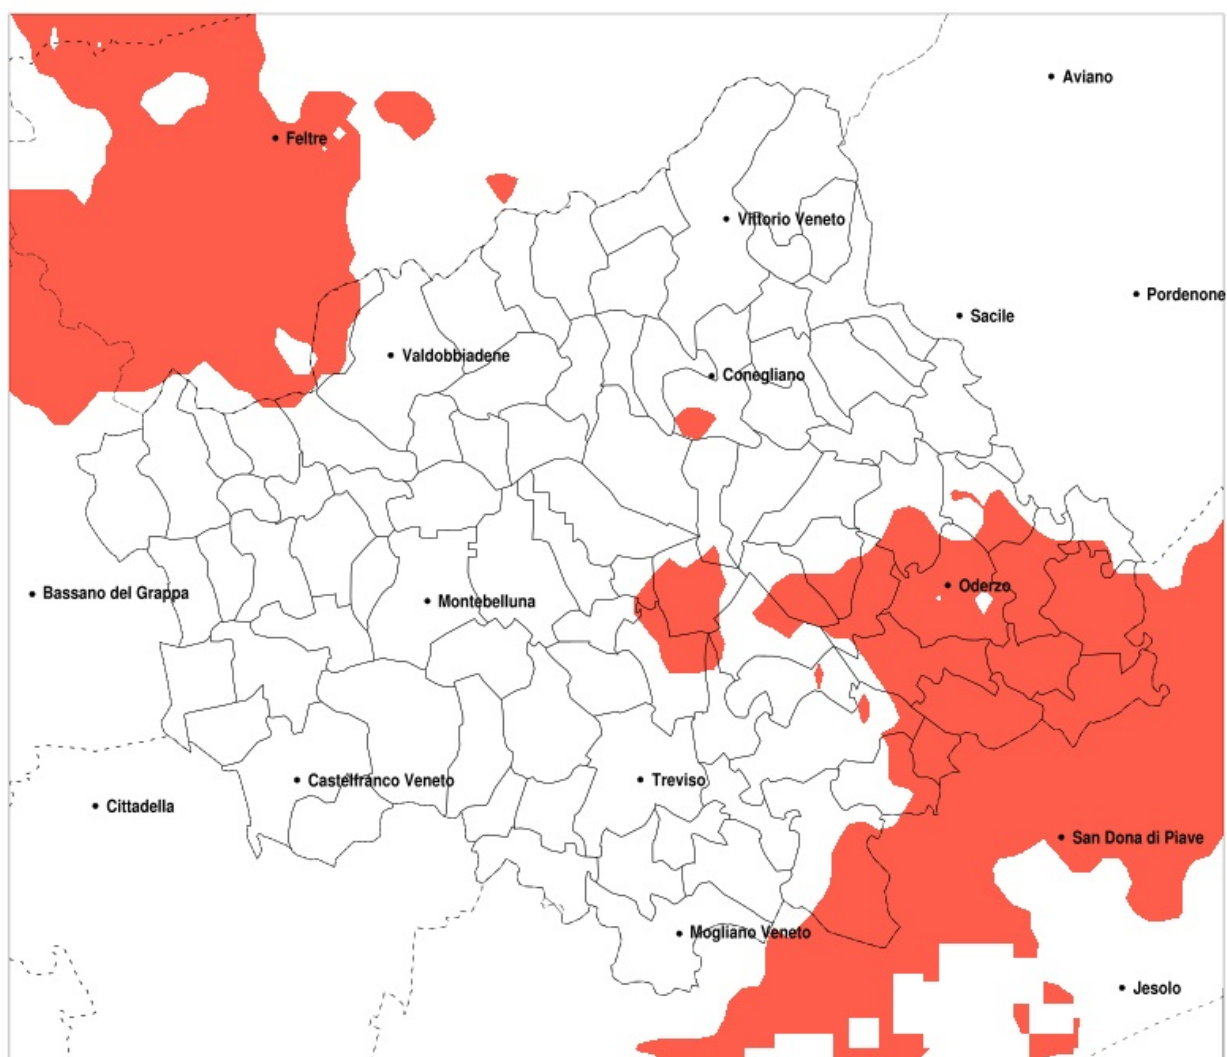 Aviano
Feltre
Vittorio Veneto
Pordenone
Sacile
Valdobbiadene
Conegliano
Oderzo
Bassano del Grappa
Montebelluna
Castelfranco Veneto
Treviso
Cittadella
San Dona di Piave
Mogliano Veneto
Jesolo